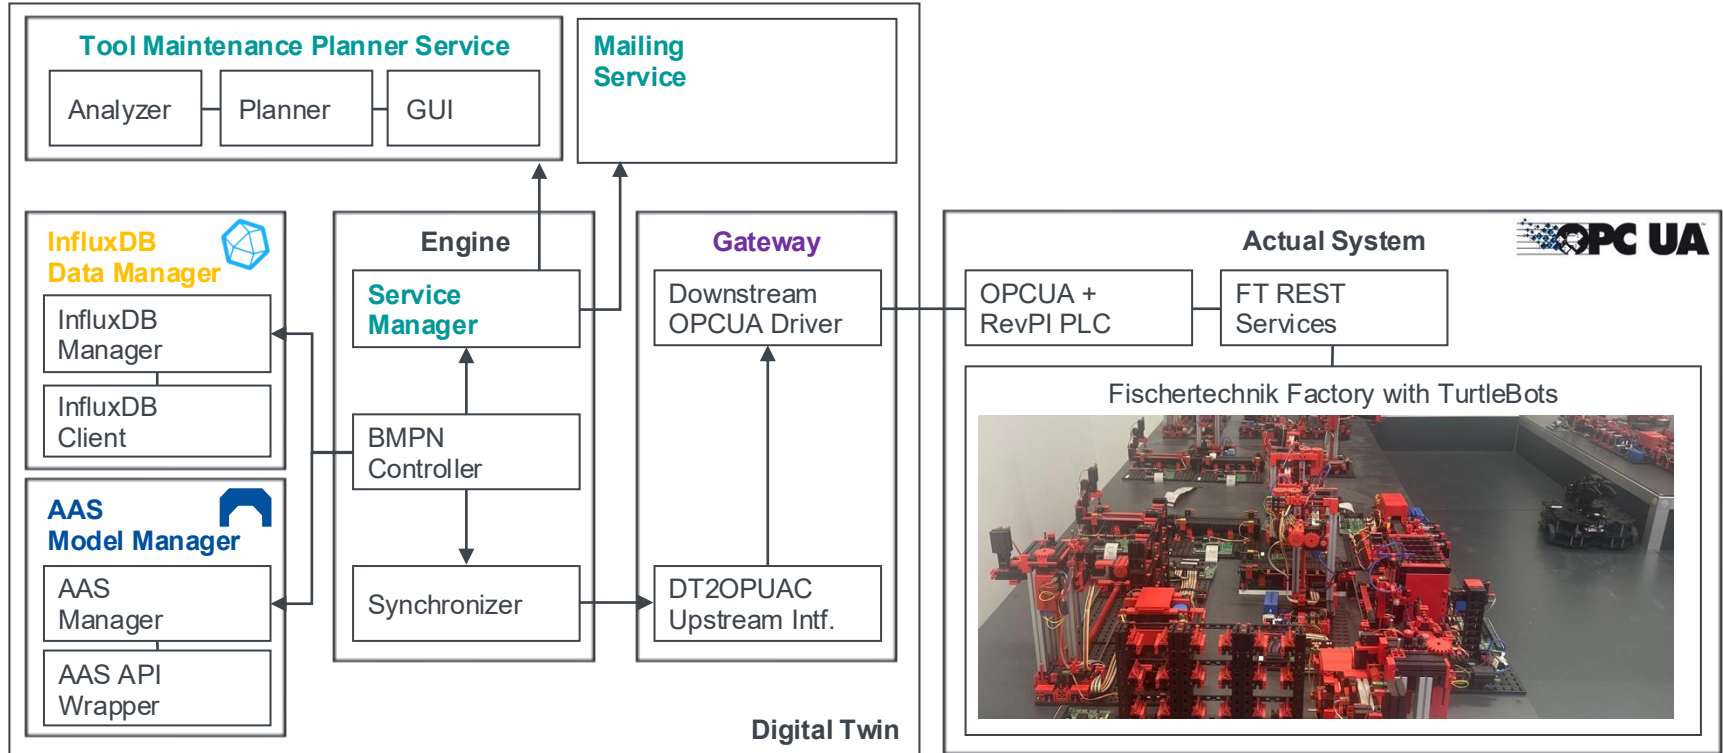 Tool Maintenance Planner Service
Analyzer
Planner
GUI
Mailing
Service
InfluxDB
Data Manager
InfluxDB
Manager
InfluxDB
Client
AAS
Model Manager
AAS
Manager
AAS API
Wrapper
Engine
Service
Manager
BMPN
Controller
Synchronizer
Gateway
Downstream
OPCUA Driver
DT2OPUAC
Upstream Intf.
Digital Twin
Actual System
OPC UA
OPCUA +
RevPI PLC
FT REST
Services
Fischertechnik Factory with TurtleBots